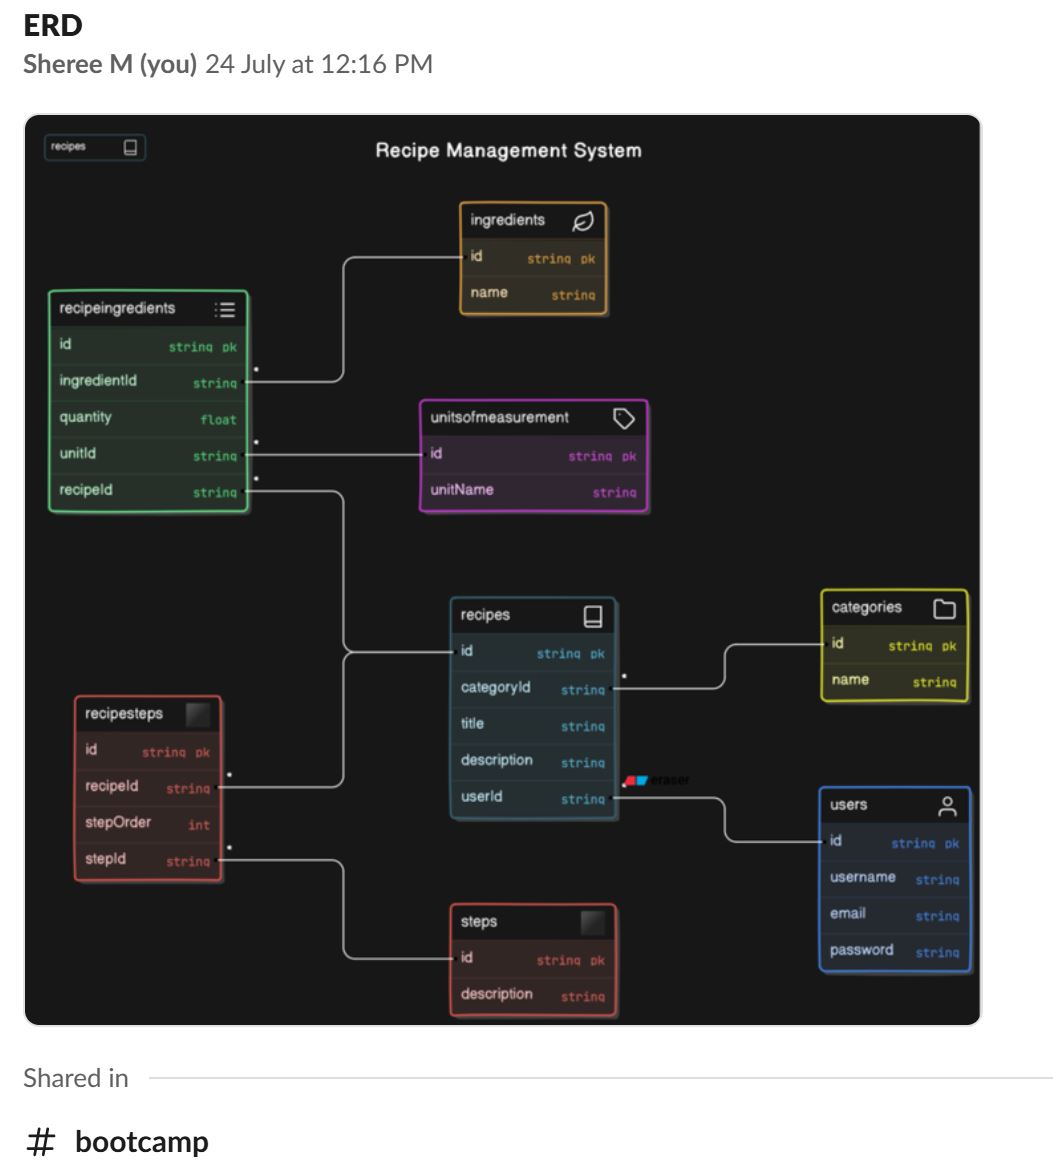 ERD
Sheree M (you) 24 July at 12:16 PM
recipes
Recipe Management System
ingredients
id string pk
name string
recipeingredients
id string pk
ingredientId string
quantity float
unitId string
recipeId string
unitsofmeasurement
id string pk
unitName string
recipes
id string pk
categoryId string
title string
description string
userId string
categories
id string pk
name string
eraser
recipesteps
id string pk
recipeId string
stepOrder int
stepId string
users
id string pk
username string
email string
password string
steps
id string pk
description string
Shared in
# bootcamp